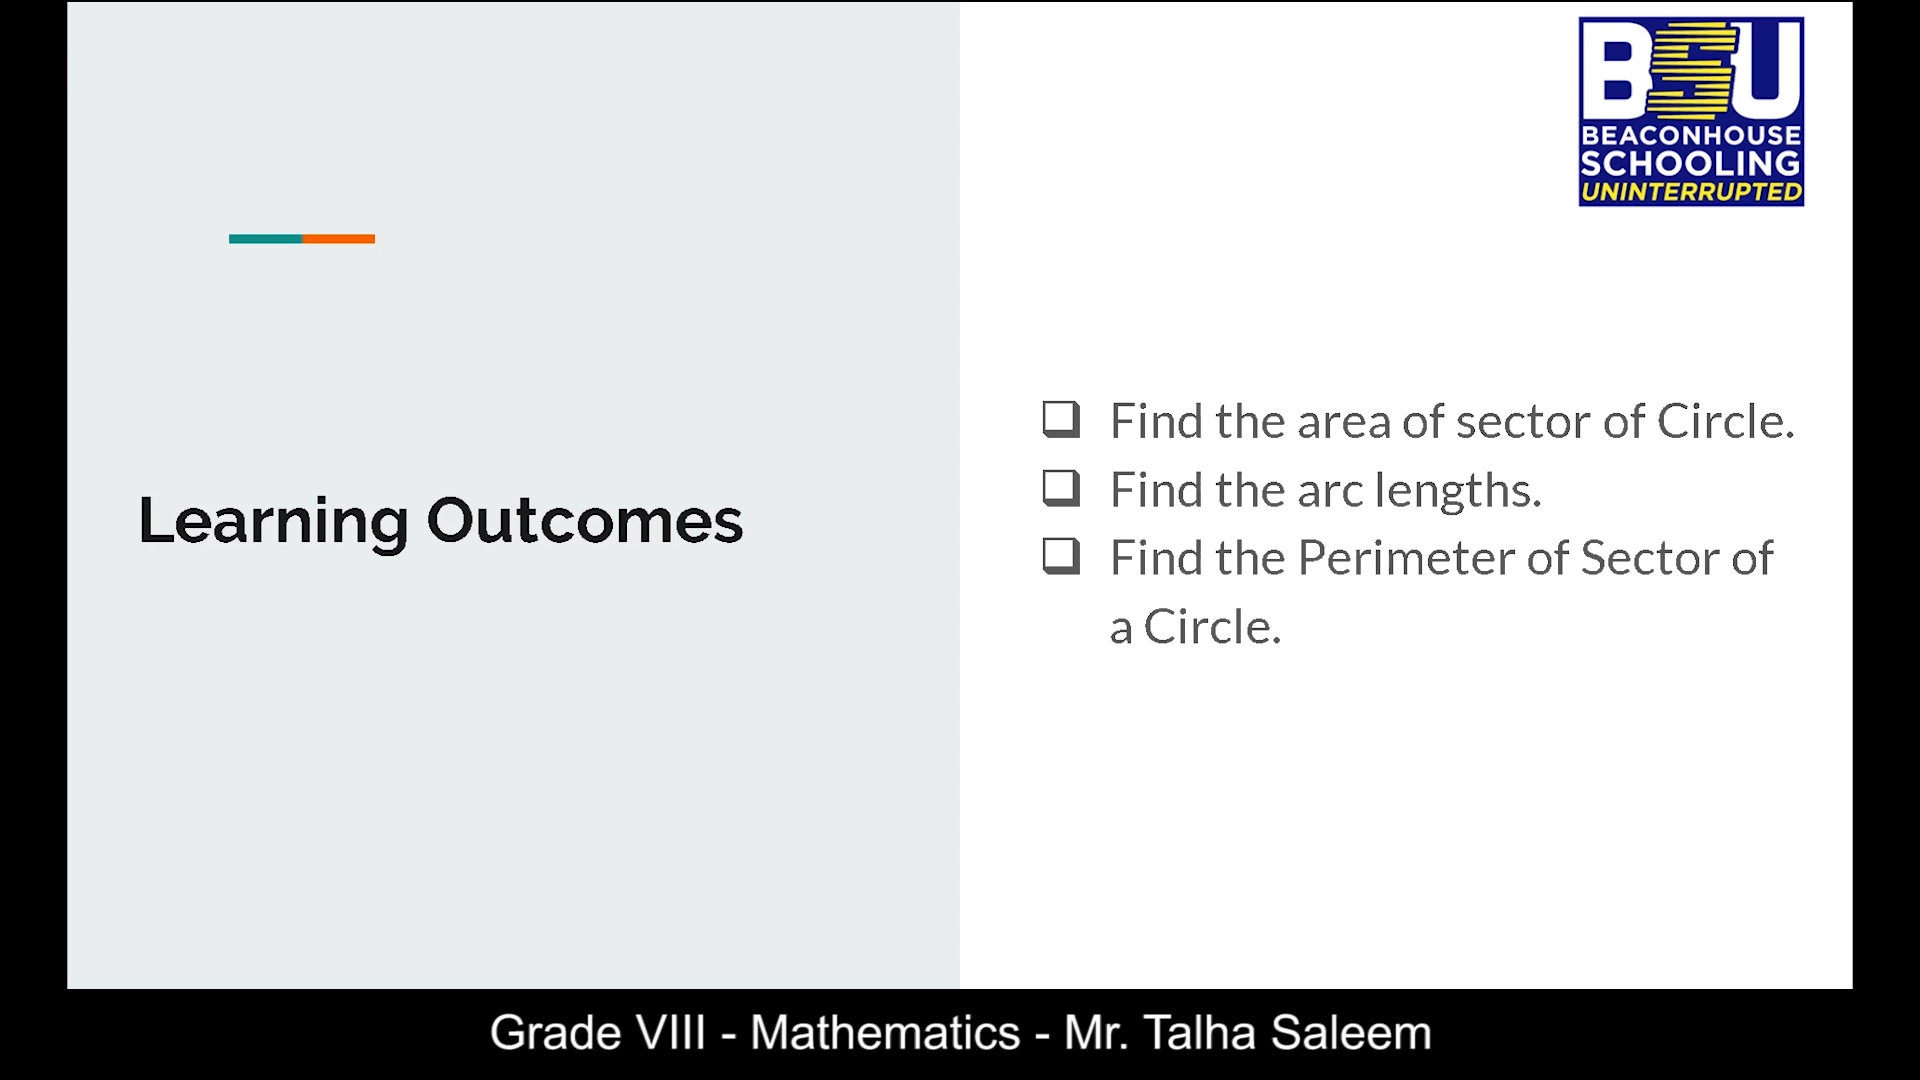 BSU
BEACONHOUSE
SCHOOLING
UNINTERRUPTED
Learning Outcomes
Find the area of sector of Circle.
Find the arc lengths.
Find the Perimeter of Sector of
a Circle.
Grade VIII - Mathematics - Mr. Talha Saleem